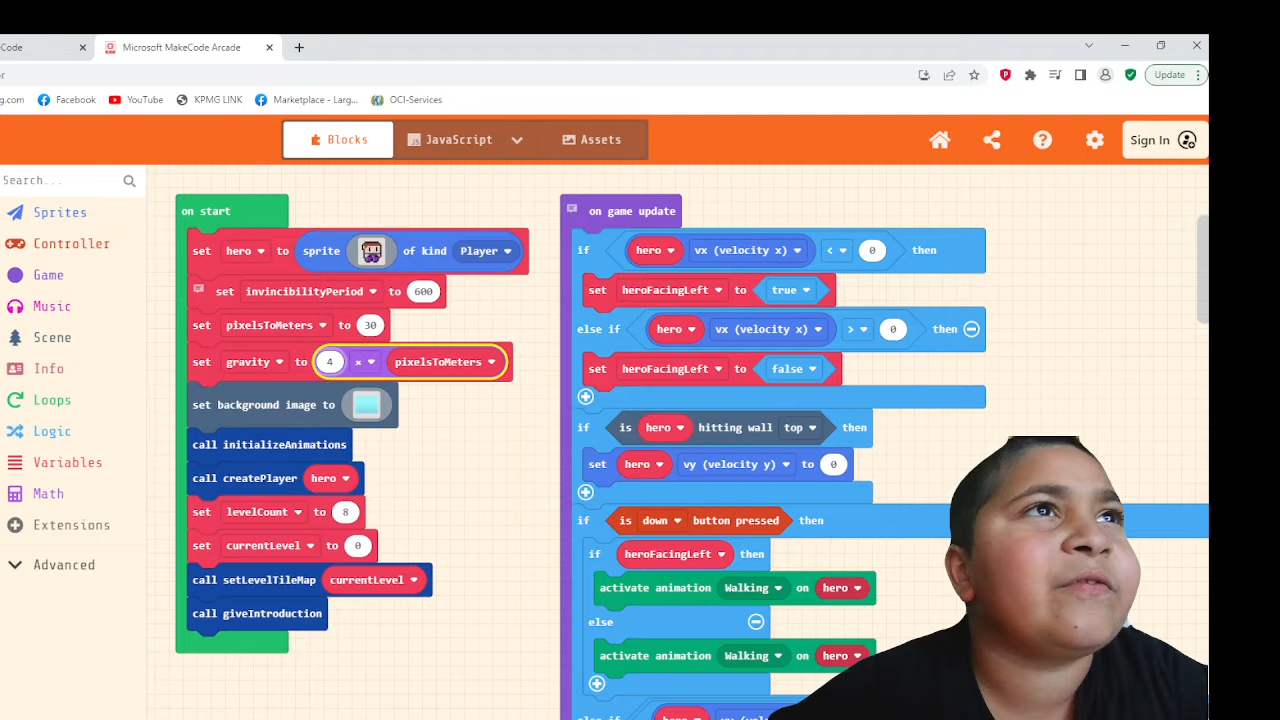 Code
Microsoft MakeCode Arcade
Update
g.com Facebook YouTube KPMG LINK Marketplace - Larg... OCI-Services
Blocks JavaScript Assets
Sign In
Search...
Sprites
Controller
Game
Music
Scene
Info
Loops
Logic
Variables
Math
Extensions
Advanced
on start
set hero to sprite of kind Player
set invincibilityPeriod to 600
set pixelsToMeters to 30
set gravity to 4 x pixelsToMeters
set background image to
call initializeAnimations
call createPlayer hero
set levelCount to 8
set currentLevel to 0
call setLevelTileMap currentLevel
call giveIntroduction
on game update
if hero vx (velocity x) < 0 then
set heroFacingLeft to true
else if hero vx (velocity x) > 0 then
set heroFacingLeft to false
if is hero hitting wall top then
set hero vy (velocity y) to 0
if is down button pressed then
if heroFacingLeft then
activate animation Walking on hero
else
activate animation Walking on hero